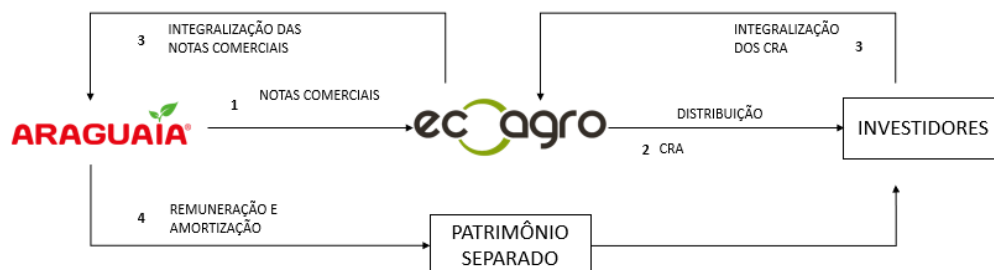 3
INTEGRALIZAÇÃO DAS
NOTAS COMERCIAIS
INTEGRALIZAÇÃO
DOS CRA
3
1
NOTAS COMERCIAIS
ARAGUAIA®
ecoagro
DISTRIBUIÇÃO
2 CRA
INVESTIDORES
4
REMUNERAÇÃO E
AMORTIZAÇÃO
PATRIMÔNIO
SEPARADO